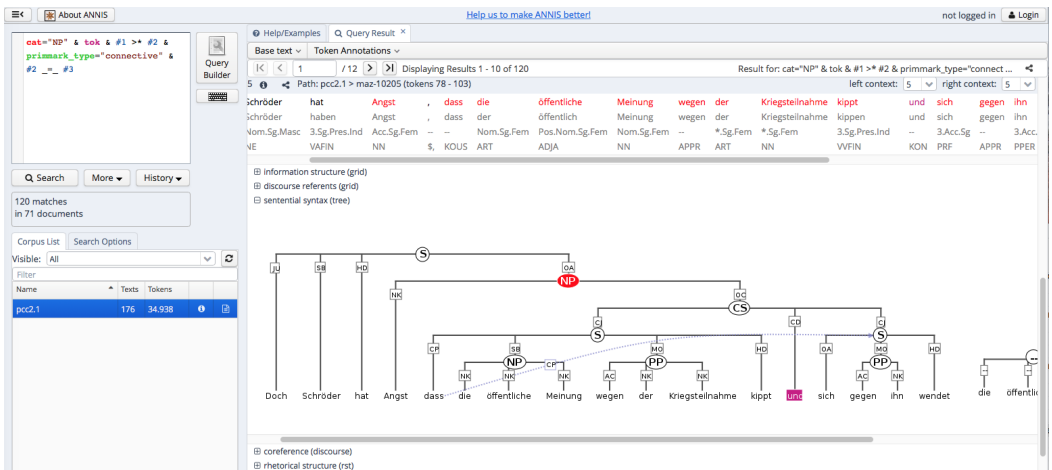 About ANNIS
Help us to make ANNIS better!
not logged in
Login
cat="NP" & tok & #1 >* #2 &
primmark_type="connective" &
#2 _=_ #3
Query
Builder
Search
More
History
120 matches
in 71 documents
Corpus List
Search Options
Visible: All
Filter
Name Texts Tokens
pcc2.1 176 34.938
Help/Examples
Query Result
Base text
Token Annotations
1 / 12 Displaying Results 1 - 10 of 120
Result for: cat="NP" & tok & #1 >* #2 & primmark_type="connect ...
5 Path: pcc2.1 > maz-10205 (tokens 78 - 103)
left context: 5 right context: 5
Schröder hat Angst , dass die öffentliche Meinung wegen der Kriegsteilnahme kippt und sich gegen ihn
Schröder haben Angst , dass der öffentlich Meinung wegen der Kriegsteilnahme kippen und sich gegen ihn
Nom.Sg.Masc 3.Sg.Pres.Ind Acc.Sg.Fem -- -- Nom.Sg.Fem Pos.Nom.Sg.Fem Nom.Sg.Fem -- *.Sg.Fem *.Sg.Fem 3.Sg.Pres.Ind -- 3.Acc.Sg -- 3.Acc.
NE VAFIN NN $, KOUS ART ADJA NN APPR ART NN VVFIN KON PRF APPR PPER
information structure (grid)
discourse referents (grid)
sentential syntax (tree)
S
JU SB HD OA
NP
NK OC
CS
CJ CD CJ
S S
CP SB MO HD OA MO HD
NP CP PP PP
NK NK NK AC NK NK AC NK
Doch Schröder hat Angst dass die öffentliche Meinung wegen der Kriegsteilnahme kippt und sich gegen ihn wendet die öffentlic
coreference (discourse)
rhetorical structure (rst)